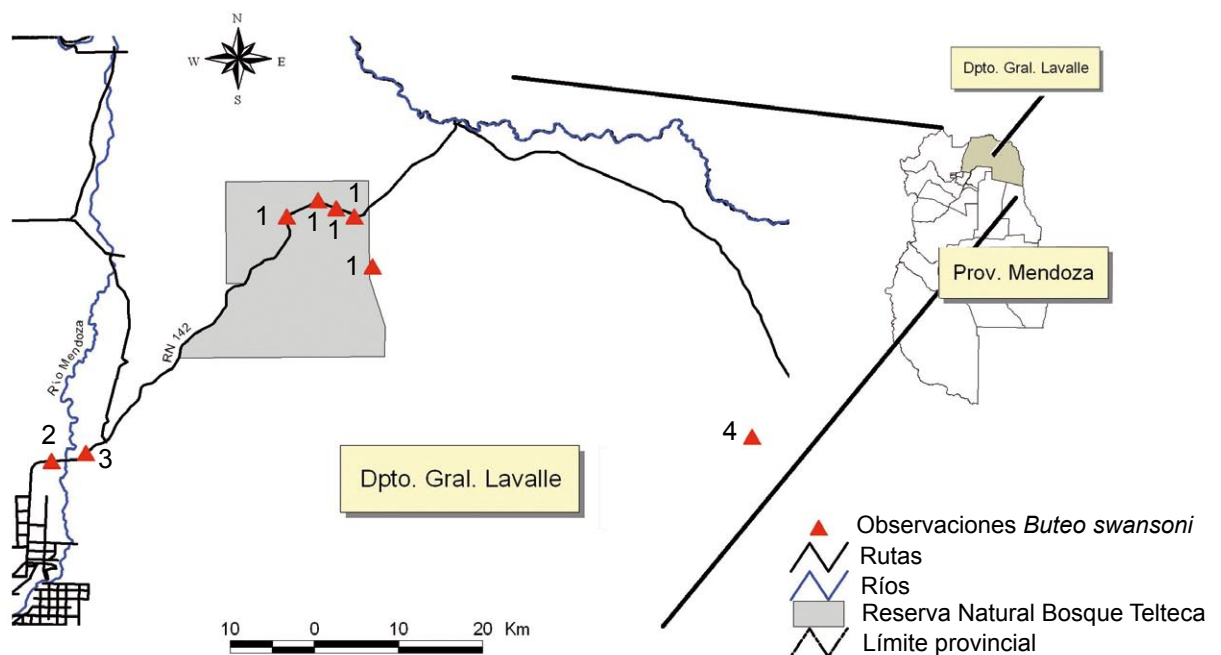 N
W E
S
Dpto. Gral. Lavalle
Prov. Mendoza
1
1
1
1
1
RN 142
Río Mendoza
2
3
4
Dpto. Gral. Lavalle
Observaciones Buteo swansoni
Rutas
Ríos
Reserva Natural Bosque Telteca
Límite provincial
10 0 10 20 Km